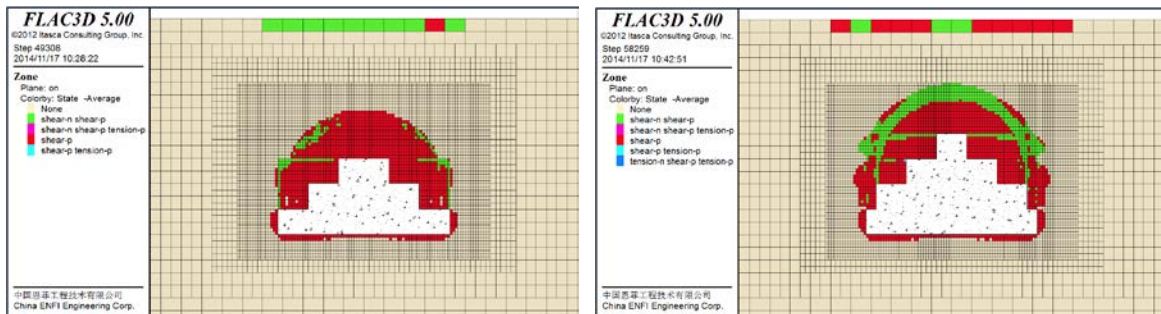 FLAC3D 5.00
©2012 Itasca Consulting Group, Inc.
Step 49308
2014/11/17 10:28:22
Zone
Plane: on
Colorby: State -Average
None
shear-n shear-p
shear-n shear-p tension-p
shear-p
shear-p tension-p
中国恩菲工程技术有限公司
China ENFI Engineering Corp.
FLAC3D 5.00
©2012 Itasca Consulting Group, Inc.
Step 58259
2014/11/17 10:42:51
Zone
Plane: on
Colorby: State -Average
None
shear-n shear-p
shear-n shear-p tension-p
shear-p
shear-p tension-p
tension-n shear-p tension-p
中国恩菲工程技术有限公司
China ENFI Engineering Corp.